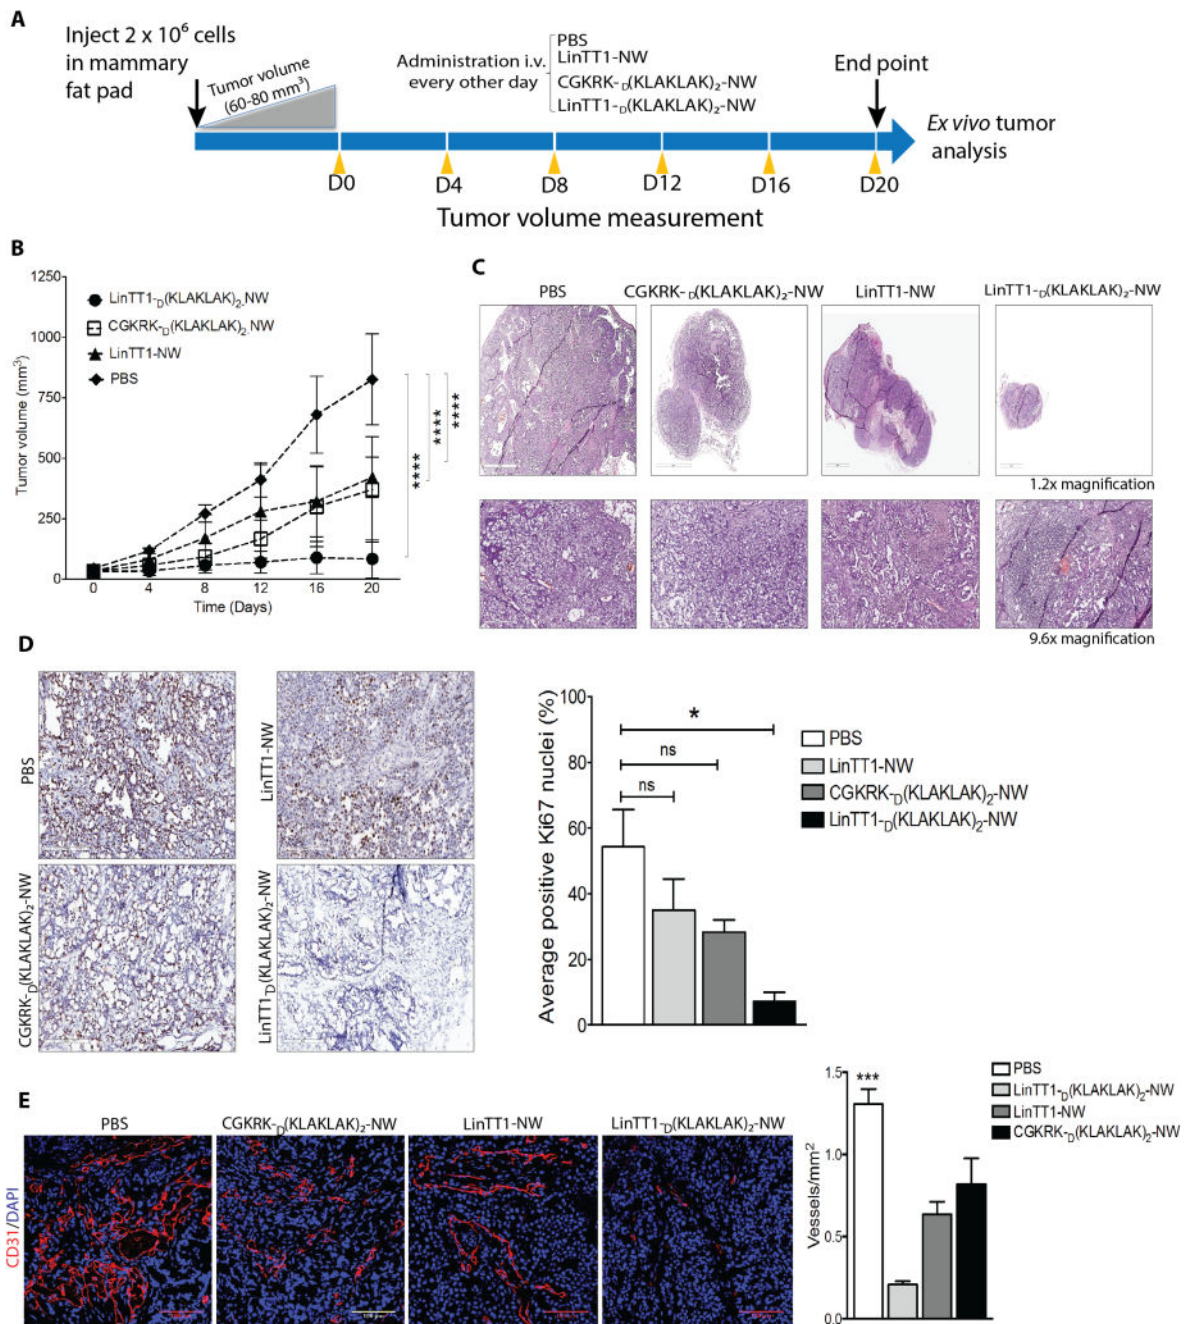 A
Inject 2 x 10⁶ cells
in mammary
fat pad
Tumor volume
(60-80 mm³)
Administration i.v.
every other day
PBS
LinTT1-NW
CGKRK-D(KLAKLAK)₂-NW
LinTT1-D(KLAKLAK)₂-NW
End point
Ex vivo tumor
analysis
D0 D4 D8 D12 D16 D20
Tumor volume measurement
B
Tumor volume (mm³)
1250
1000
750
500
250
0
LinTT1-D(KLAKLAK)₂-NW
CGKRK-D(KLAKLAK)₂-NW
LinTT1-NW
PBS
****
****
****
0 4 8 12 16 20
Time (Days)
C
PBS CGKRK-D(KLAKLAK)₂-NW LinTT1-NW LinTT1-D(KLAKLAK)₂-NW
1.2x magnification
9.6x magnification
D
PBS
LinTT1-NW
CGKRK-D(KLAKLAK)₂-NW
LinTT1-D(KLAKLAK)₂-NW
Average positive Ki67 nuclei (%)
100
80
60
40
20
0
*
ns
ns
PBS
LinTT1-NW
CGKRK-D(KLAKLAK)₂-NW
LinTT1-D(KLAKLAK)₂-NW
E
PBS CGKRK-D(KLAKLAK)₂-NW LinTT1-NW LinTT1-D(KLAKLAK)₂-NW
CD31/DAPI
Vessels/mm²
1.5
1.0
0.5
0.0
***
PBS
LinTT1-D(KLAKLAK)₂-NW
LinTT1-NW
CGKRK-D(KLAKLAK)₂-NW